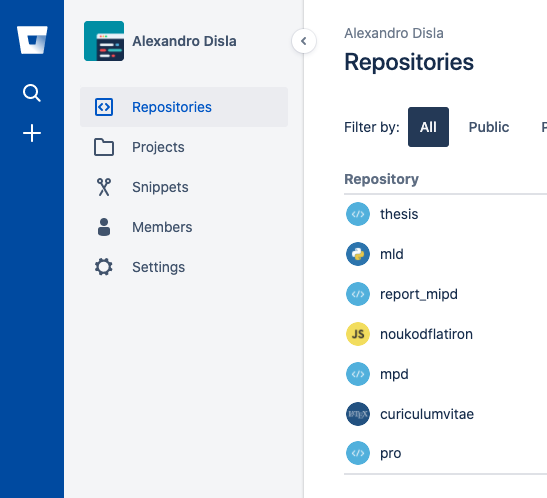 Alexandro Disla
Repositories
Projects
Snippets
Members
Settings
Alexandro Disla
Repositories
Filter by: All Public P
Repository
thesis
mld
report_mipd
JS noukodflatiron
mpd
LATEX curiculumvitae
pro